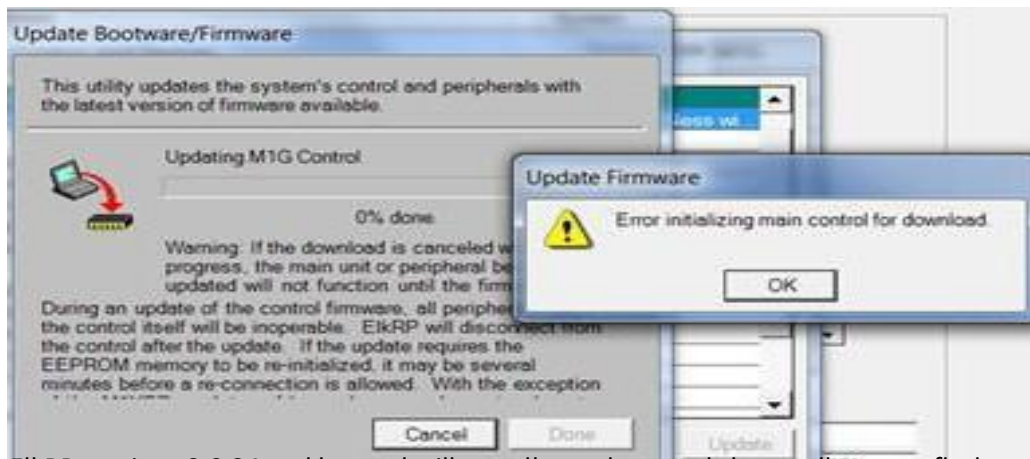 Update Bootware/Firmware
This utility updates the system's control and peripherals with
the latest version of firmware available.
less wi...
Updating M1G Control
Update Firmware
0% done
Error initializing main control for download.
Warning: If the download is canceled w
progress, the main unit or peripheral be
updated will not function until the firm
OK
During an update of the control firmware, all peripher
the control itself will be inoperable. ElkRP will disconnect from
the control after the update. If the update requires the
EEPROM memory to be re-initialized, it may be several
minutes before a re-connection is allowed. With the exception
Cancel
Done
Update